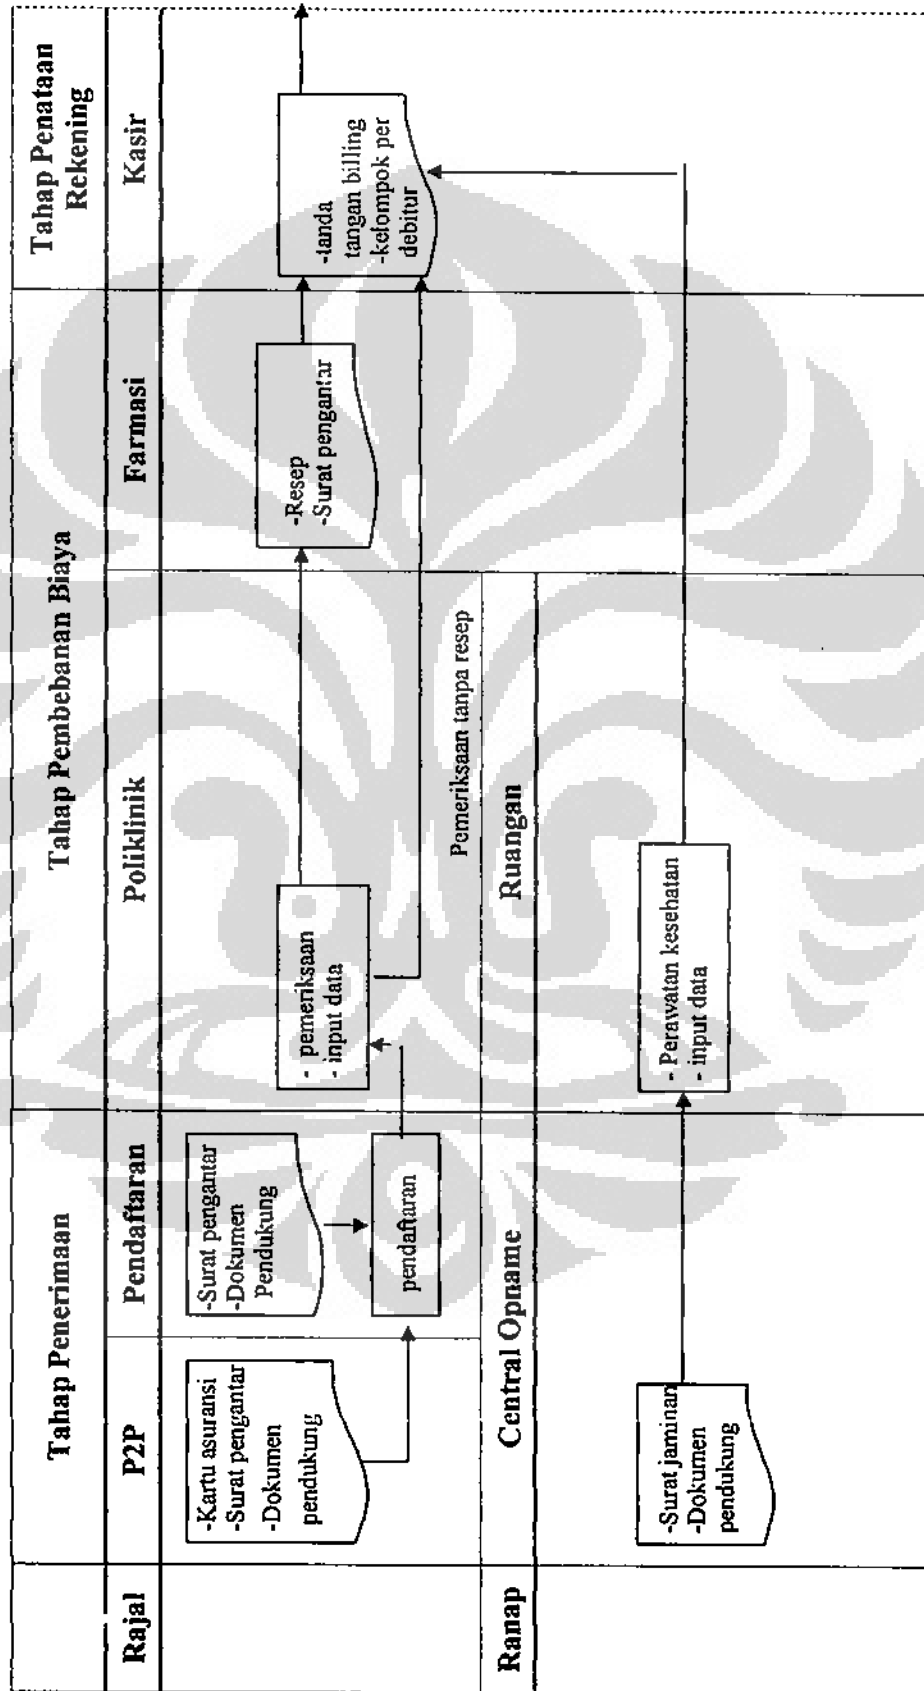 Tahap Penerimaan
Tahap Pembebanan Biaya
Tahap Penataan
Rekening
Rajal
P2P
Pendaftaran
Poliklinik
Farmasi
Kasir
-Kartu asuransi
-Surat pengantar
-Dokumen
pendukung
-Surat pengantar
-Dokumen
Pendukung
pendaftaran
- pemeriksaan
- input data
-Resep
-Surat pengantar
-tanda
tangan billing
-kelompok per
debitur
Pemeriksaan tanpa resep
Ranap
Central Opname
Ruangan
-Surat jaminan
-Dokumen
pendukung
- Perawatan kesehatan
- input data